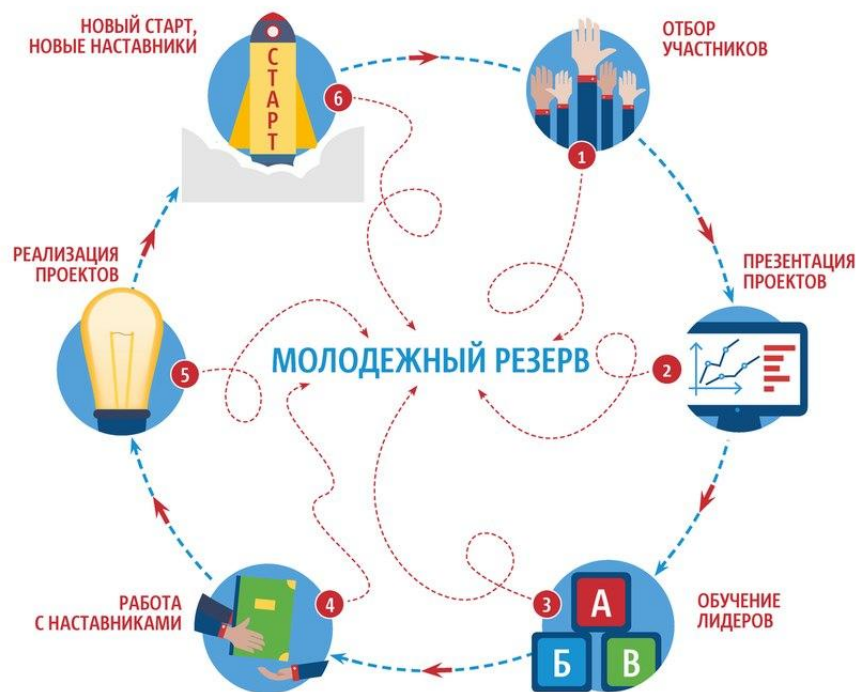 НОВЫЙ СТАРТ,
НОВЫЕ НАСТАВНИКИ
СТАРТ
6
ОТБОР
УЧАСТНИКОВ
1
РЕАЛИЗАЦИЯ
ПРОЕКТОВ
5
ПРЕЗЕНТАЦИЯ
ПРОЕКТОВ
2
МОЛОДЕЖНЫЙ РЕЗЕРВ
РАБОТА
С НАСТАВНИКАМИ
4
3
А
Б В
ОБУЧЕНИЕ
ЛИДЕРОВ